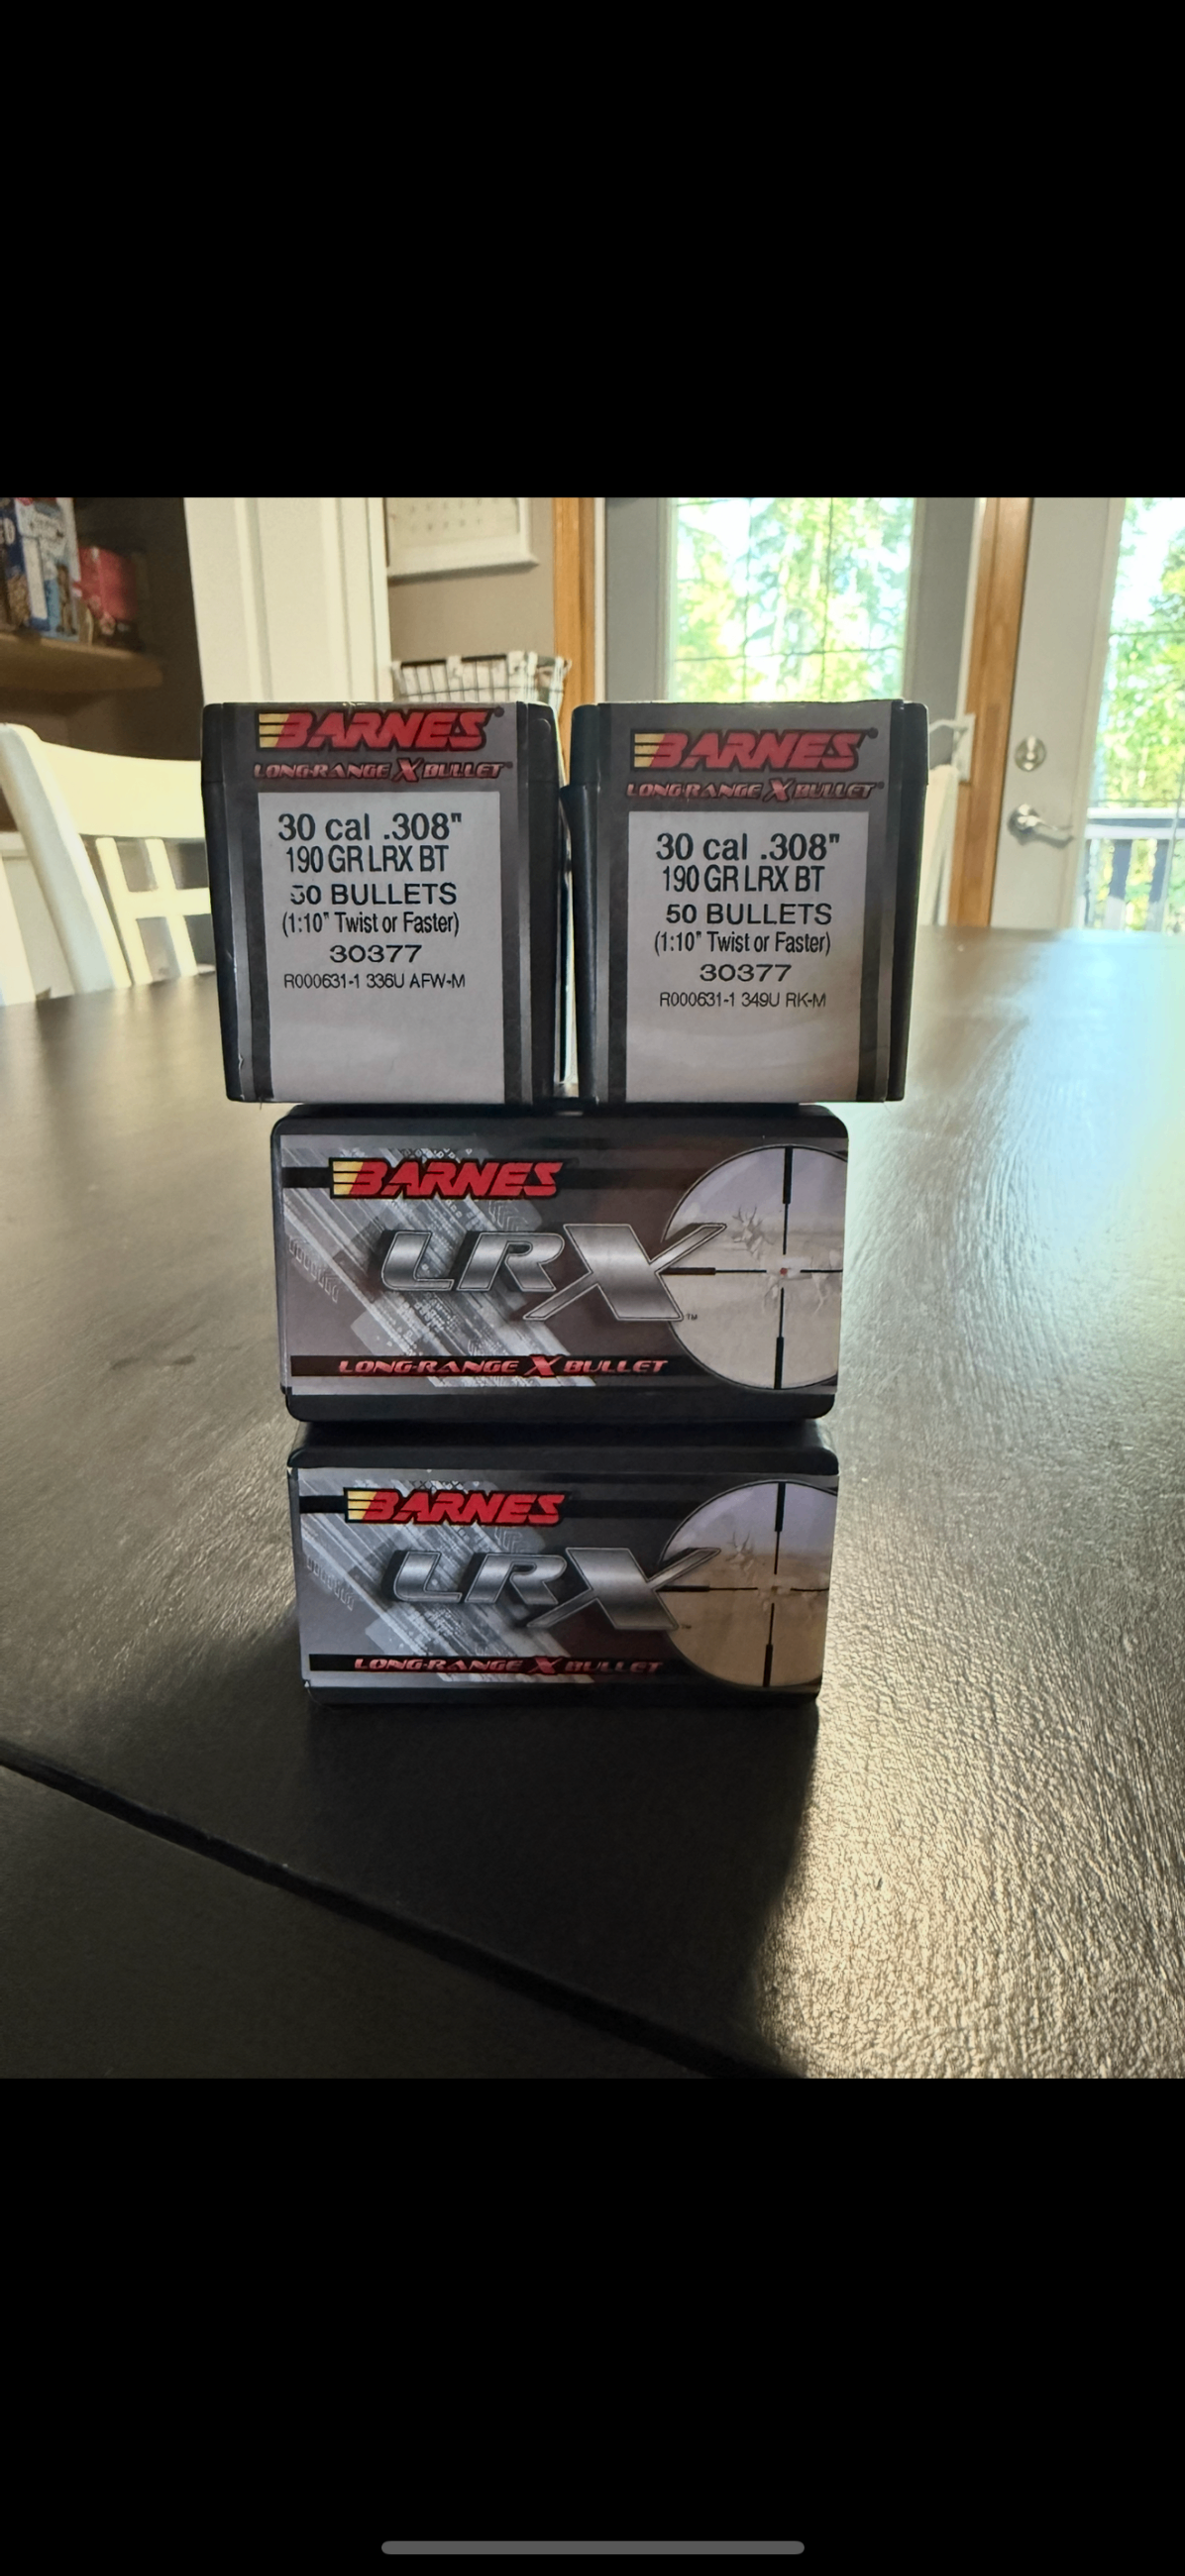 BARNES®
LONG-RANGE X BULLET®
30 cal .308"
190 GR LRX BT
50 BULLETS
(1:10" Twist or Faster)
30377
R000631-1 336U AFW-M
BARNES®
LONG-RANGE X BULLET®
30 cal .308"
190 GR LRX BT
50 BULLETS
(1:10" Twist or Faster)
30377
R000631-1 349U RK-M
BARNES
LRX™
LONG-RANGE X BULLET
BARNES
LRX™
LONG-RANGE X BULLET